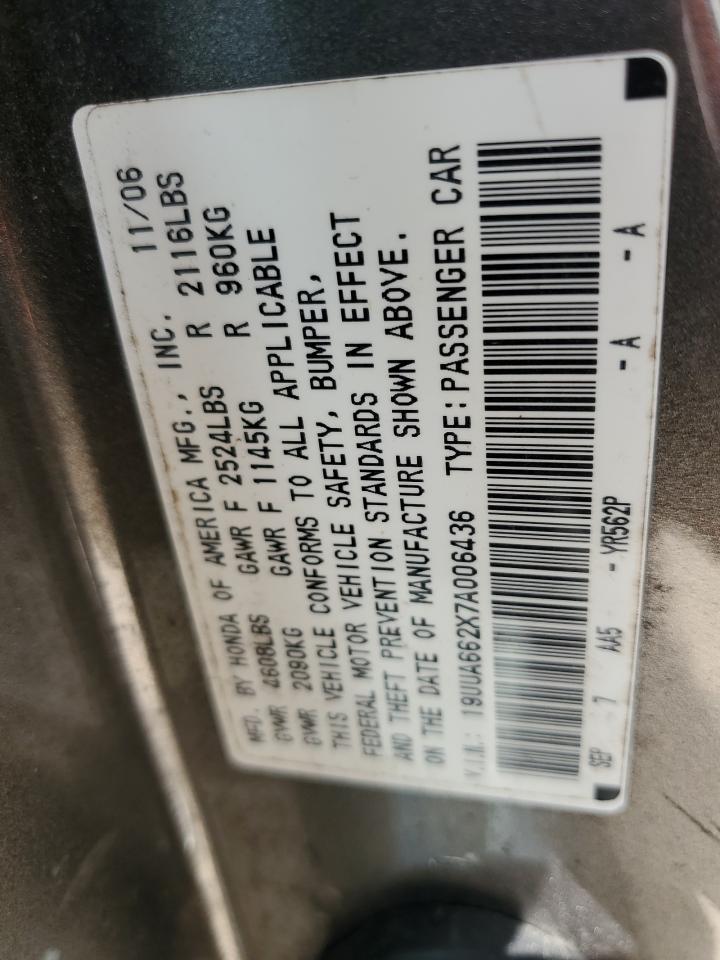 MFD. BY HONDA OF AMERICA MFG., INC. 11/06
GVWR 4608LBS GAWR F 2524LBS R 2116LBS
GVWR 2090KG GAWR F 1145KG R 960KG
THIS VEHICLE CONFORMS TO ALL APPLICABLE
FEDERAL MOTOR VEHICLE SAFETY, BUMPER,
AND THEFT PREVENTION STANDARDS IN EFFECT
ON THE DATE OF MANUFACTURE SHOWN ABOVE.
V.I.N.: 19UUA662X7A006436 TYPE: PASSENGER CAR
SEP 7 AA5 - YR562P - A - A